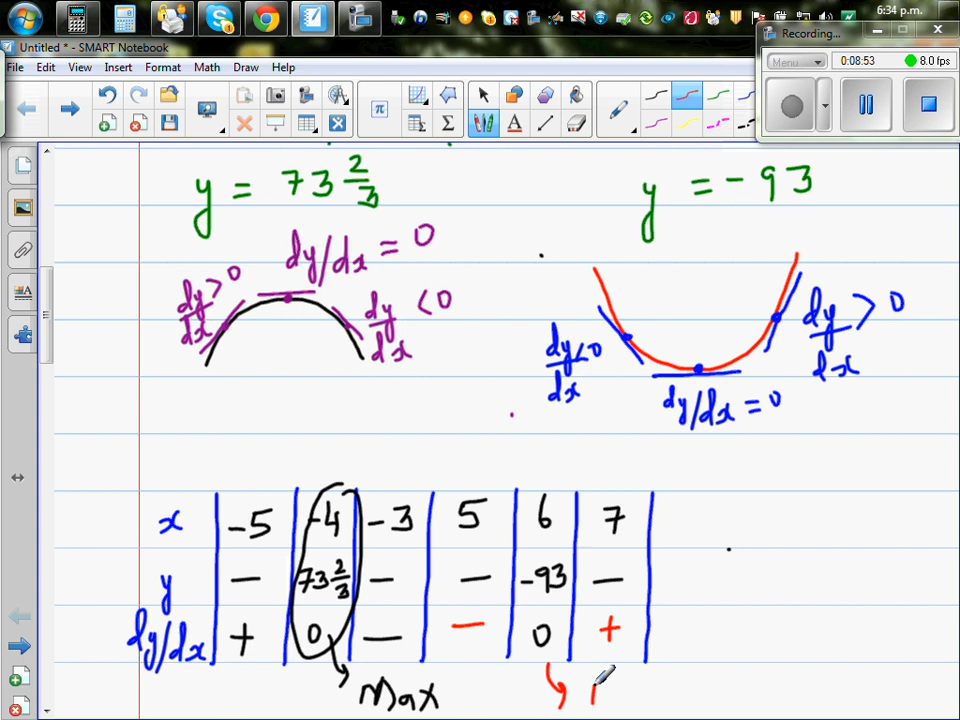 6:34 p.m.
Untitled * - SMART Notebook
Recording...
File Edit View Insert Format Math Draw Help
Menu 0:08:53 8.0 fps
y = 73 2/3
y = -93
dy/dx = 0
dy/dx > 0
dy/dx < 0
dy/dx < 0
dy/dx > 0
dy/dx = 0
x -5 -4 -3 5 6 7
y — 73 2/3 — — -93 —
dy/dx + 0 — — 0 +
Max